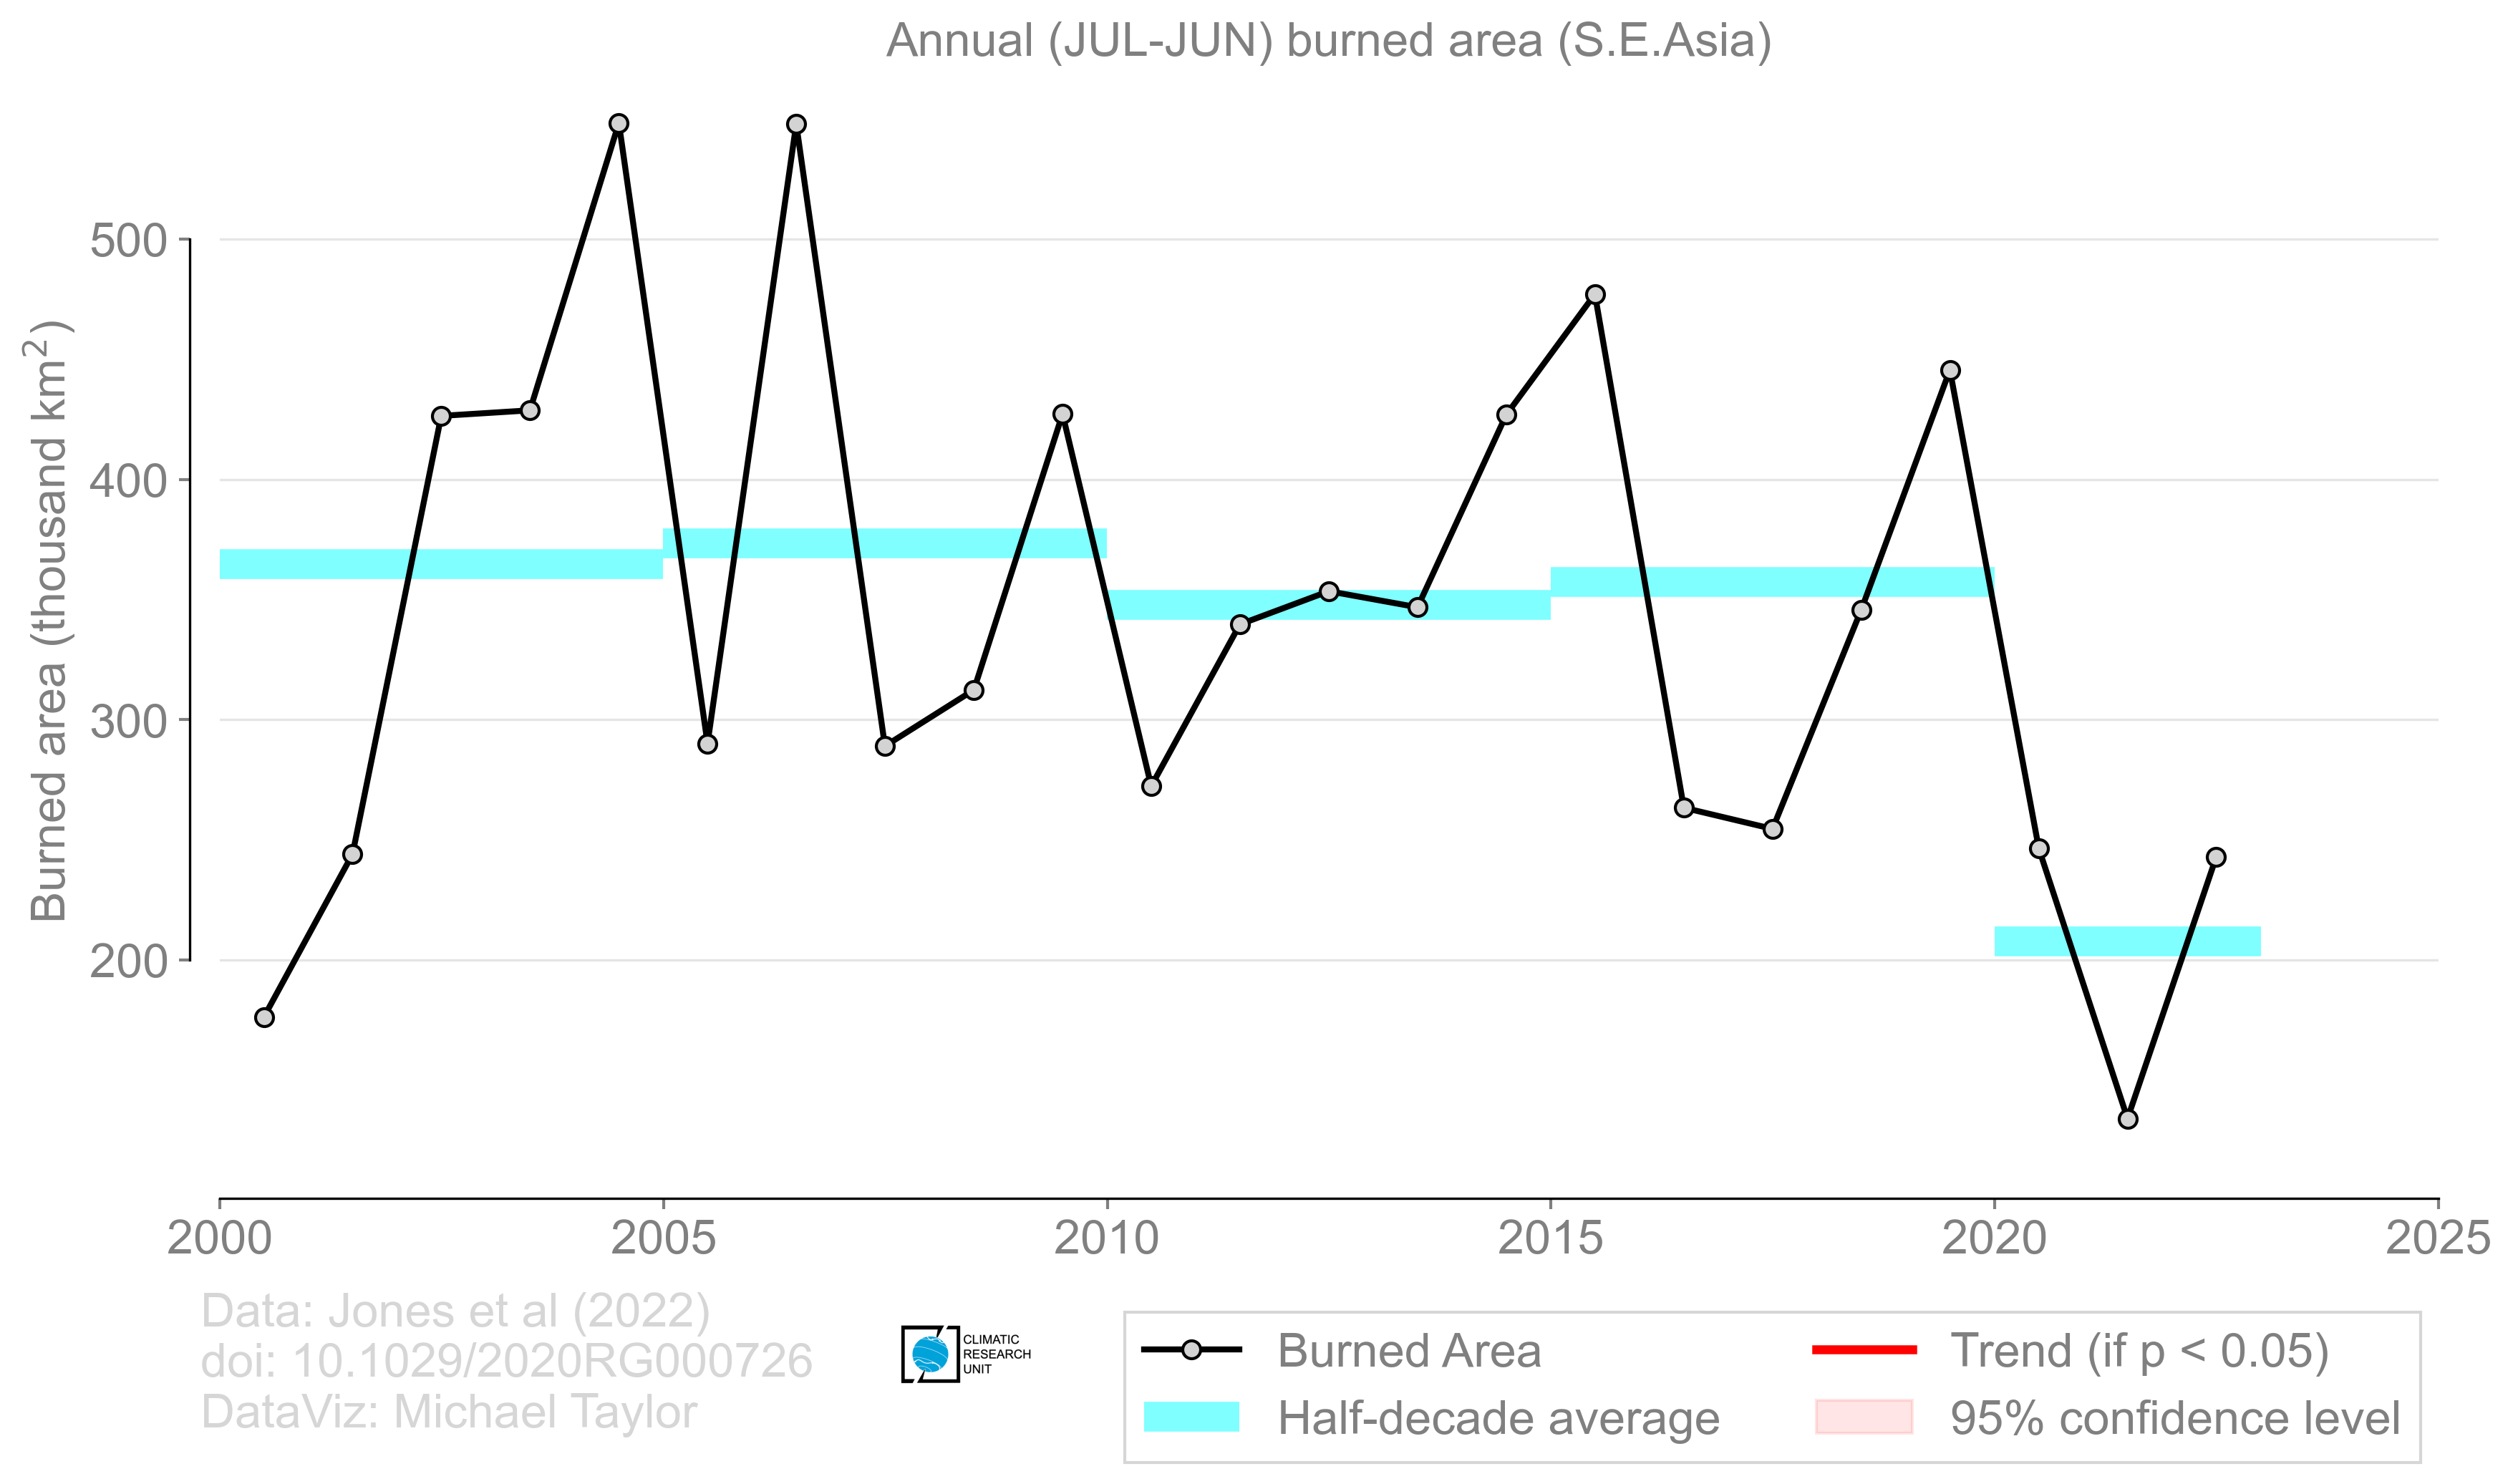 Annual (JUL-JUN) burned area (S.E.Asia)
Burned area (thousand km²)
500
400
300
200
2000 2005 2010 2015 2020 2025
Data: Jones et al (2022)
doi: 10.1029/2020RG000726
DataViz: Michael Taylor
CLIMATIC
RESEARCH
UNIT
Burned Area
Half-decade average
Trend (if p < 0.05)
95% confidence level